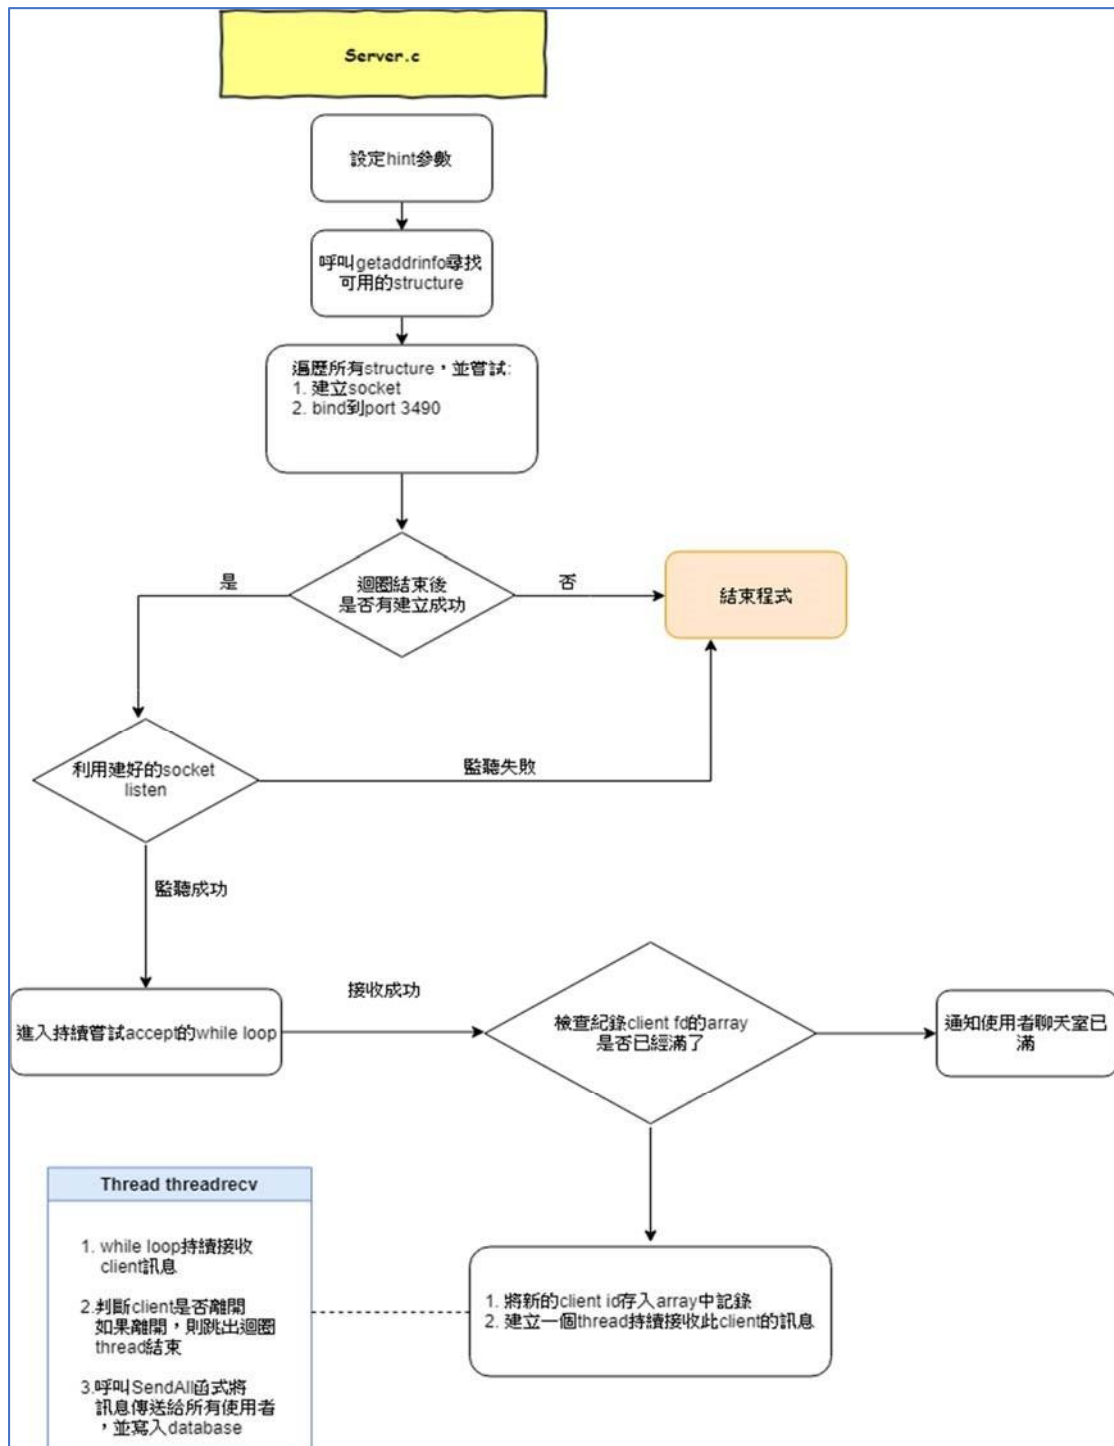 Server.c
設定hint參數
呼叫getaddrinfo尋找
可用的structure
遍歷所有structure，並嘗試:
1. 建立socket
2. bind到port 3490
迴圈結束後
是否有建立成功
是
否
結束程式
利用建好的socket
listen
監聽失敗
監聽成功
進入持續嘗試accept的while loop
接收成功
檢查紀錄client fd的array
是否已經滿了
通知使用者聊天室已
滿
Thread threadrecv
1. while loop持續接收
client訊息
2.判斷client是否離開
如果離開，則跳出迴圈
thread結束
3.呼叫SendAll函式將
訊息傳送給所有使用者
，並寫入database
1. 將新的client id存入array中記錄
2. 建立一個thread持續接收此client的訊息